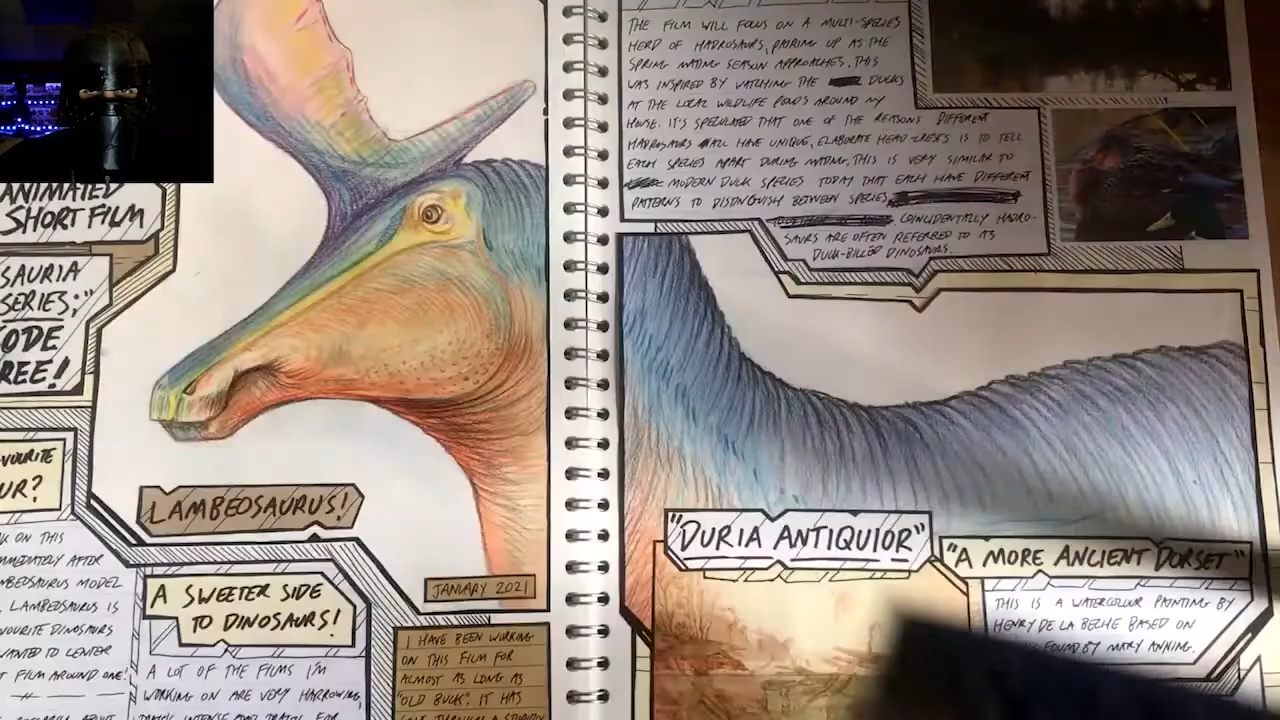 ANIMATED
SHORT FILM
SAURIA
SERIES;"
ODE
REE!
VOURITE
UR?
K ON THIS
MMEDIATELY AFTER
MBEOSAURUS MODEL
LAMBEOSAURUS IS
VOURITE DINOSAURS
WANTED TO CENTER
T FILM AROUND ONE!
LAMBEOSAURUS!
A SWEETER SIDE
TO DINOSAURS!
A LOT OF THE FILMS I'M
WORKING ON ARE VERY HARROWING,
JANUARY 2021
I HAVE BEEN WORKING
ON THIS FILM FOR
ALMOST AS LONG AS
"OLD BUCK". IT HAS
THE FILM WILL FOCUS ON A MULTI-SPECIES
HERD OF HADROSAURS, PAIRING UP AS THE
SPRING MATING SEASON APPROACHES. THIS
WAS INSPIRED BY WATCHING THE DUCKS
AT THE LOCAL WILDLIFE PONDS AROUND MY
HOUSE. IT'S SPECULATED THAT ONE OF THE REASONS DIFFERENT
HADROSAURS ALL HAVE UNIQUE, ELABORATE HEAD-CRESTS IS TO TELL
EACH SPECIES APART DURING MATING. THIS IS VERY SIMILAR TO
MODERN DUCK SPECIES TODAY THAT EACH HAVE DIFFERENT
PATTERNS TO DISTINGUISH BETWEEN SPECIES
COINCIDENTALLY HADRO-
SAURS ARE OFTEN REFERRED TO AS
DUCK-BILLED DINOSAURS.
"DURIA ANTIQUIOR"
"A MORE ANCIENT DORSET"
THIS IS A WATERCOLOUR PAINTING BY
HENRY DE LA BECHE BASED ON
FOUND BY MARY ANNING.